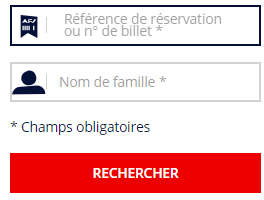 Référence de réservation
ou n° de billet *
Nom de famille *
* Champs obligatoires
RECHERCHER